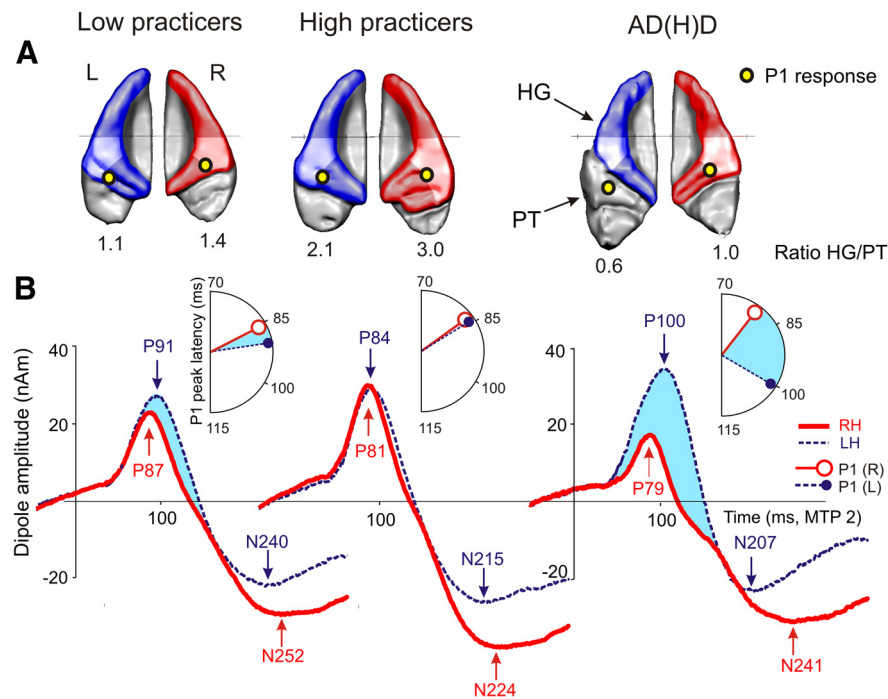 Low practicers
High practicers
AD(H)D
A
L
R
P1 response
HG
PT
1.1
1.4
2.1
3.0
0.6
1.0
Ratio HG/PT
B
P1 peak latency (ms)
70
85
100
115
70
85
100
115
70
85
100
115
Dipole amplitude (nAm)
40
20
-20
P91
P87
100
N240
N252
P84
P81
100
N215
N224
40
20
-20
P100
P79
100
Time (ms, MTP 2)
N207
N241
RH
LH
P1 (R)
P1 (L)